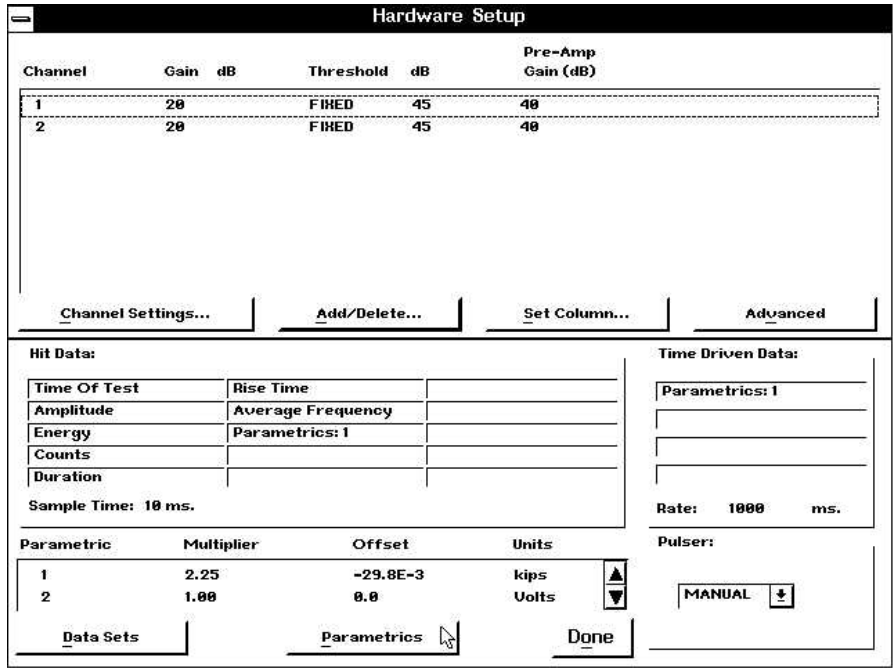 Hardware Setup
Pre-Amp
Channel Gain dB Threshold dB Gain (dB)
1 20 FIXED 45 40
2 20 FIXED 45 40
Channel Settings... Add/Delete... Set Column... Advanced
Hit Data:
Time Of Test Rise Time
Amplitude Average Frequency
Energy Parametrics: 1
Counts
Duration
Sample Time: 10 ms.
Time Driven Data:
Parametrics: 1
Rate: 1000 ms.
Parametric Multiplier Offset Units
1 2.25 -29.8E-3 kips
2 1.00 0.0 Volts
Pulser:
MANUAL
Data Sets Parametrics Done